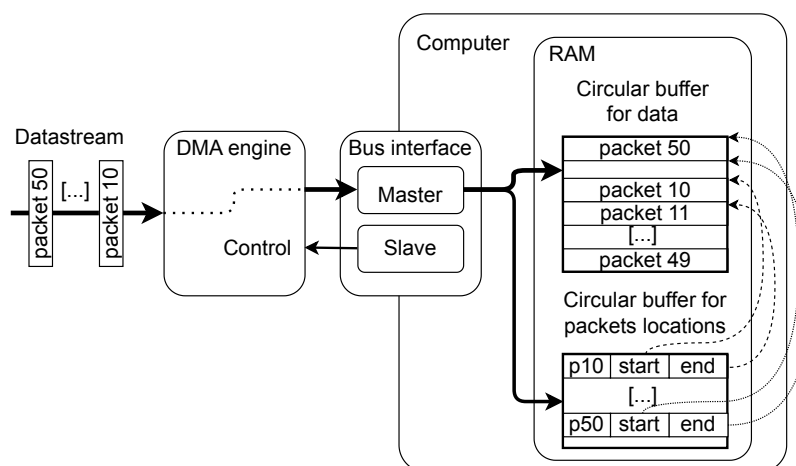 Computer
RAM
Circular buffer
for data
Datastream
packet 50
[...]
packet 10
DMA engine
Control
Bus interface
Master
Slave
packet 50
packet 10
packet 11
[...]
packet 49
Circular buffer for
packets locations
p10 start end
[...]
p50 start end